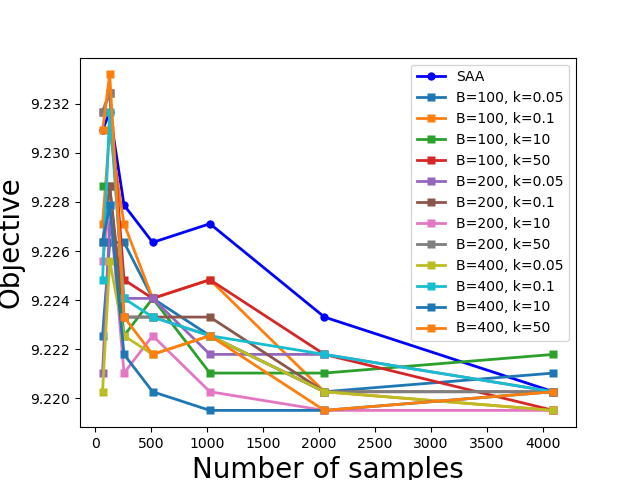 9.232
9.230
9.228
9.226
9.224
9.222
9.220
Objective
0 500 1000 1500 2000 2500 3000 3500 4000
Number of samples
SAA
B=100, k=0.05
B=100, k=0.1
B=100, k=10
B=100, k=50
B=200, k=0.05
B=200, k=0.1
B=200, k=10
B=200, k=50
B=400, k=0.05
B=400, k=0.1
B=400, k=10
B=400, k=50